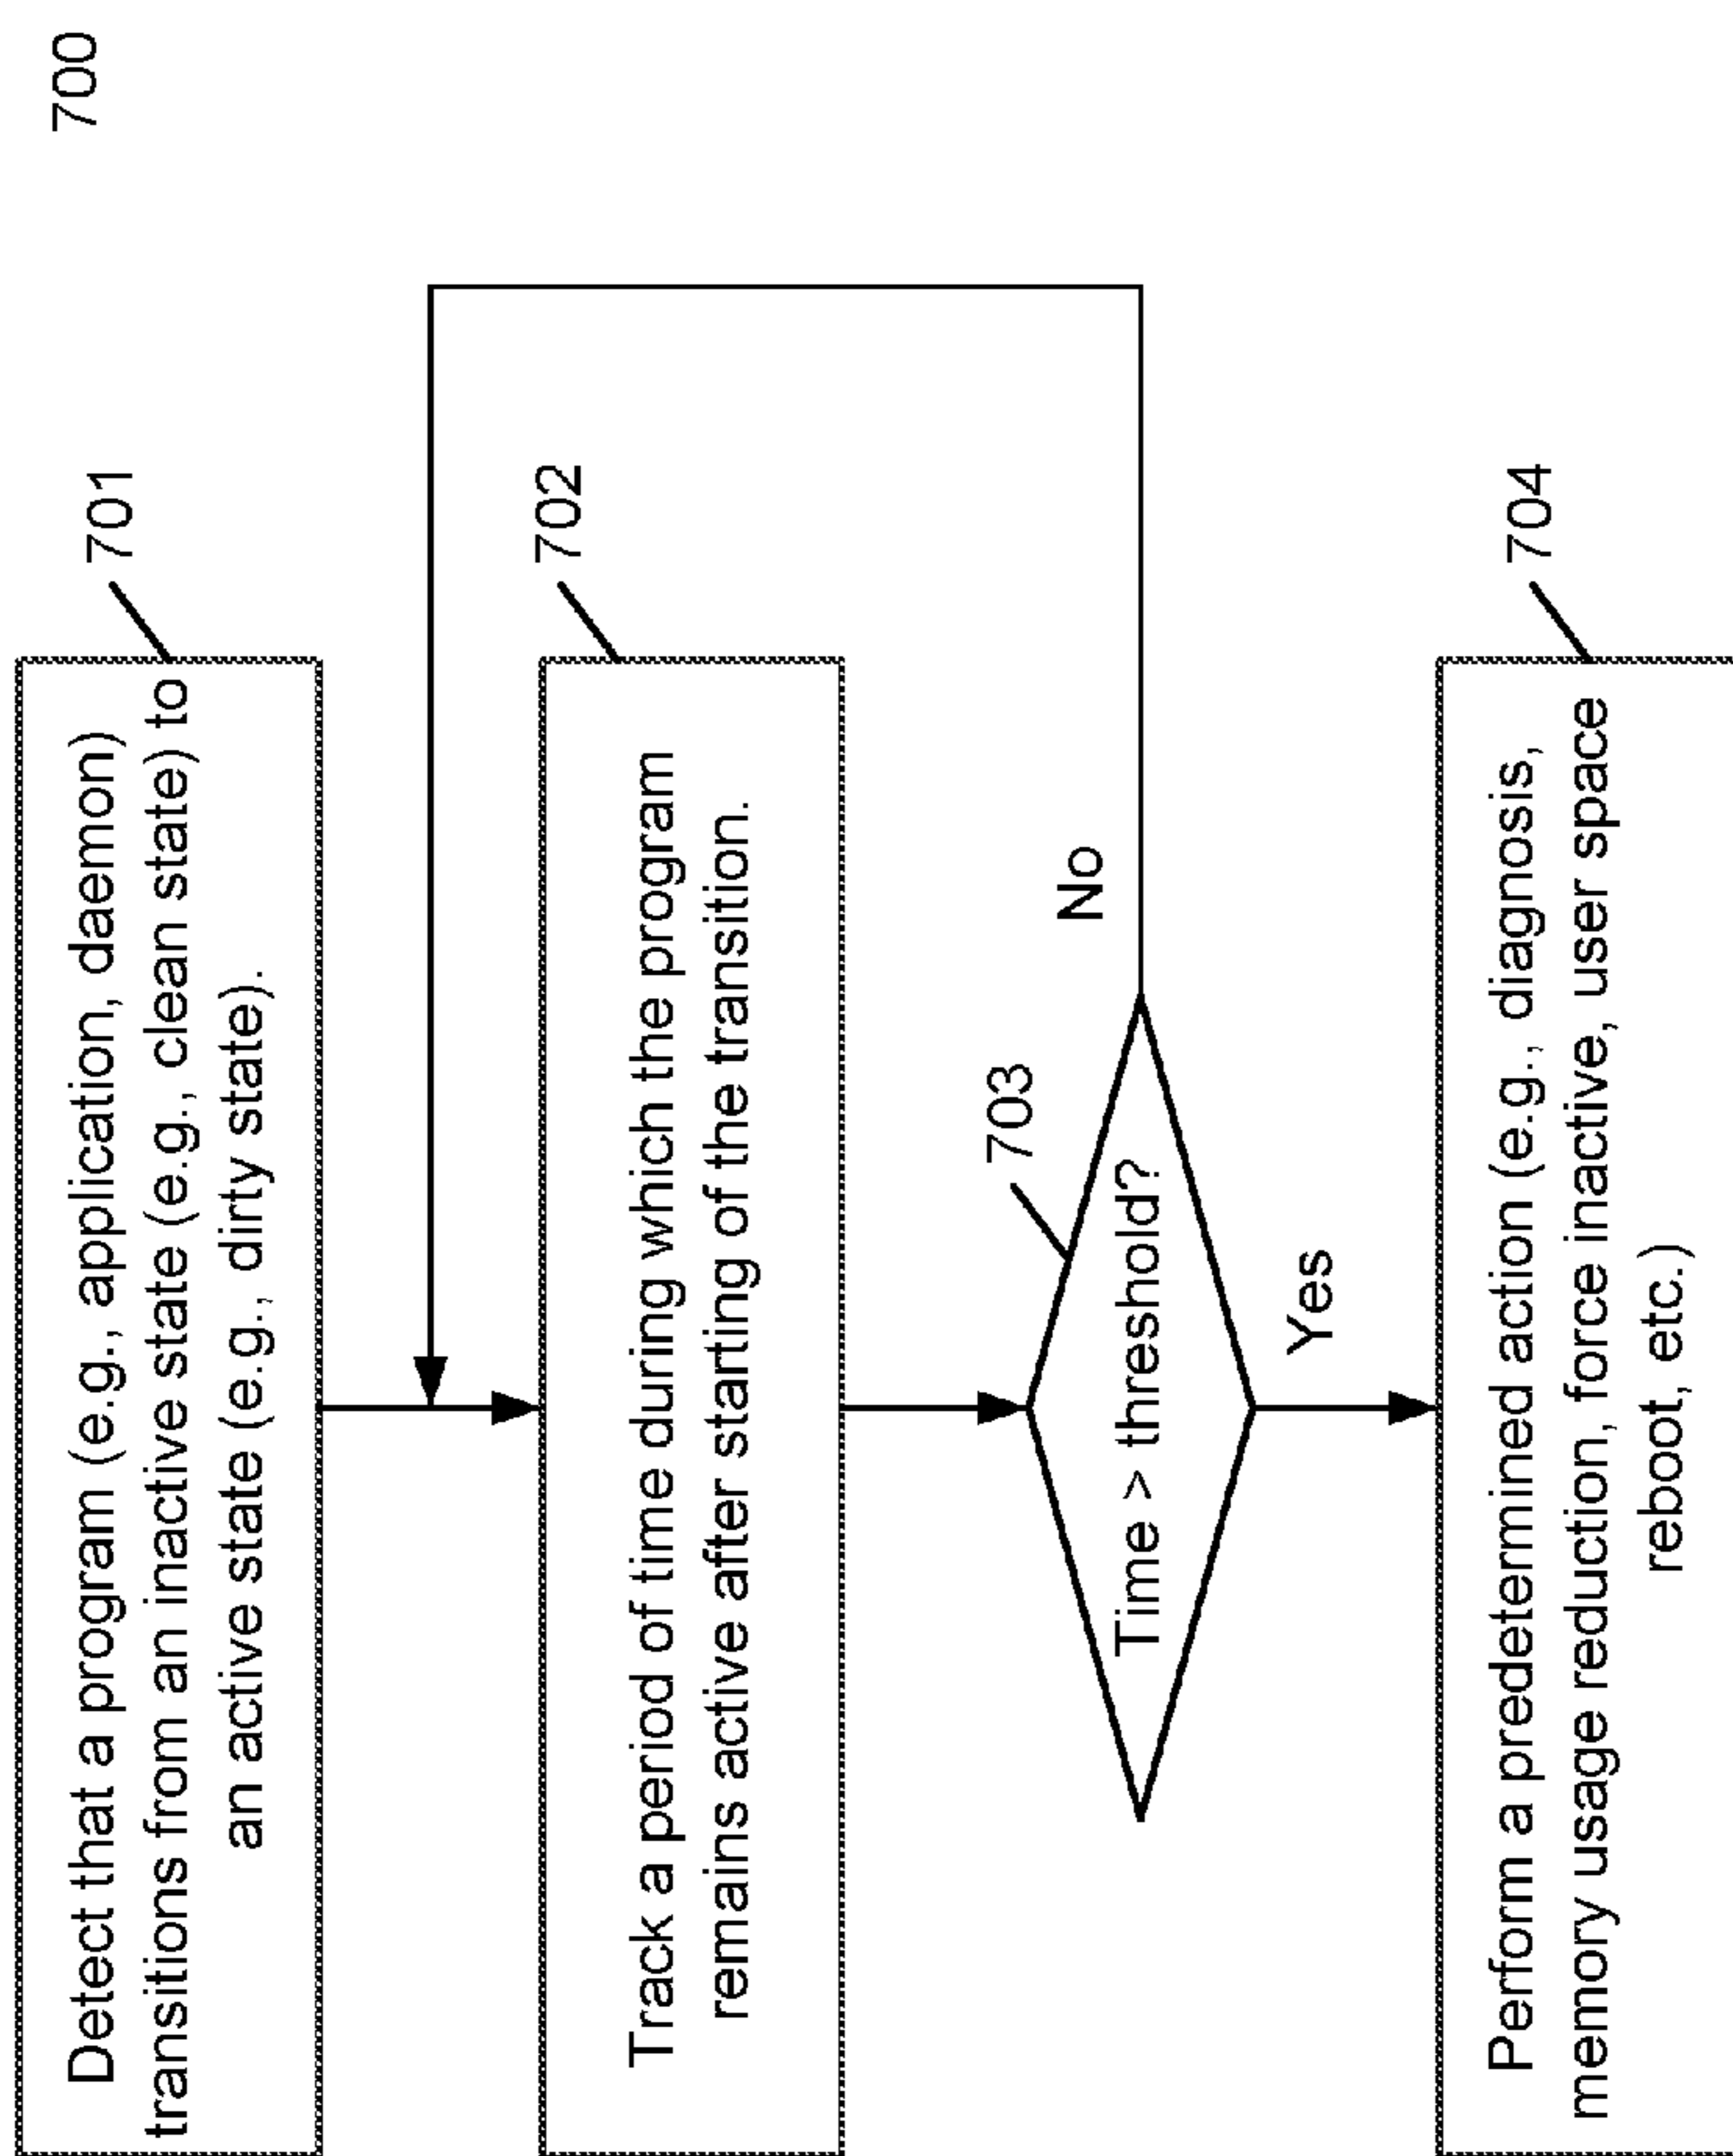 700
701
Detect that a program (e.g., application, daemon)
transitions from an inactive state (e.g., clean state) to
an active state (e.g., dirty state).
702
Track a period of time during which the program
remains active after starting of the transition.
703
Time > threshold?
No
Yes
704
Perform a predetermined action (e.g., diagnosis,
memory usage reduction, force inactive, user space
reboot, etc.)